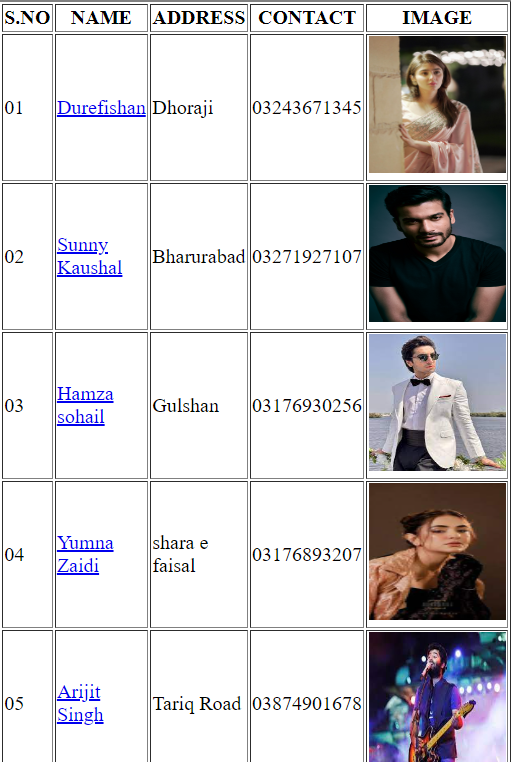 S.NO NAME ADDRESS CONTACT IMAGE
01 Durefishan Dhoraji 03243671345
02 Sunny Kaushal Bharurabad 03271927107
03 Hamza sohail Gulshan 03176930256
04 Yumna Zaidi shara e faisal 03176893207
05 Arijit Singh Tariq Road 03874901678